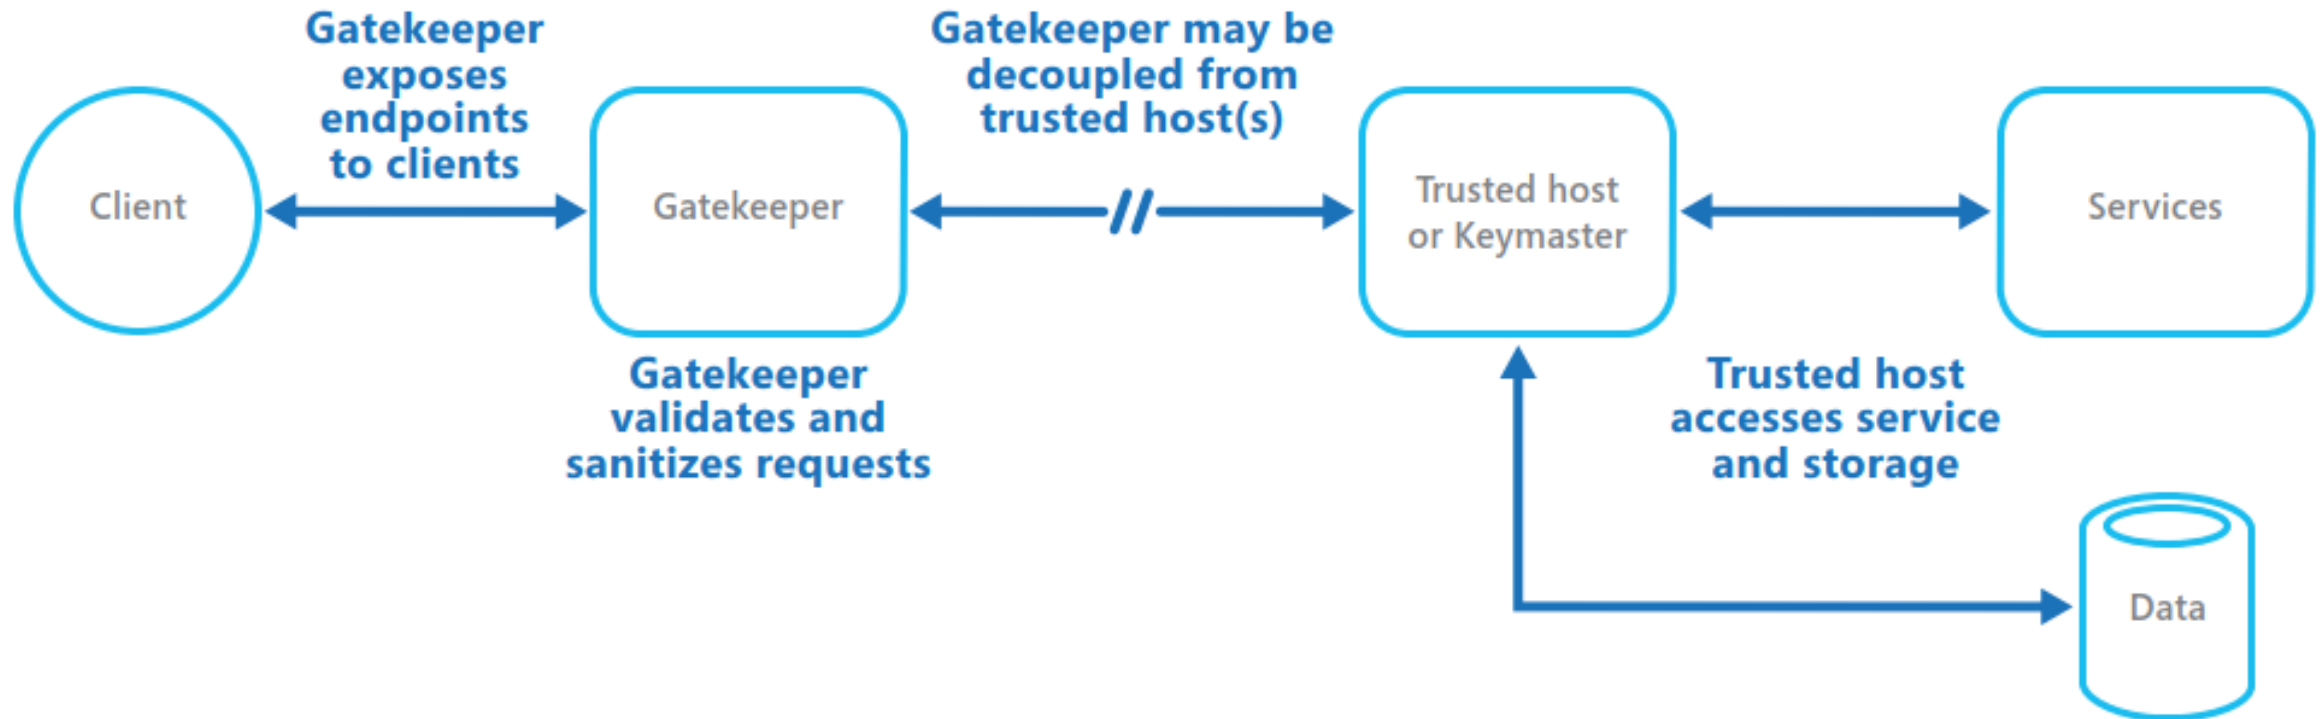 Gatekeeper
exposes
endpoints
to clients
Gatekeeper may be
decoupled from
trusted host(s)
Client
Gatekeeper
Trusted host
or Keymaster
Services
Gatekeeper
validates and
sanitizes requests
Trusted host
accesses service
and storage
Data